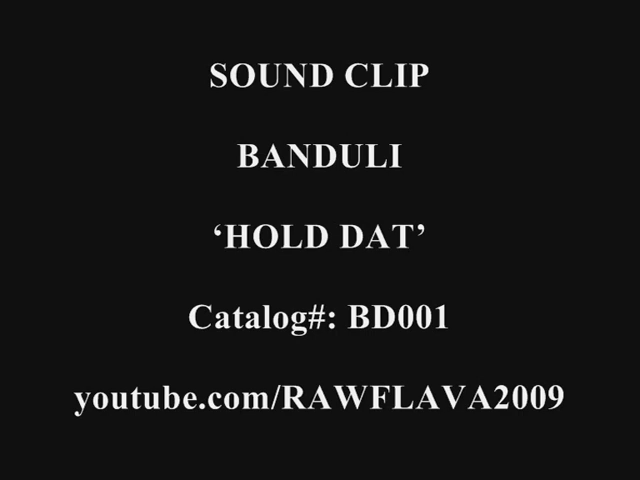 SOUND CLIP
BANDULI
‘HOLD DAT’
Catalog#: BD001
youtube.com/RAWFLAVA2009